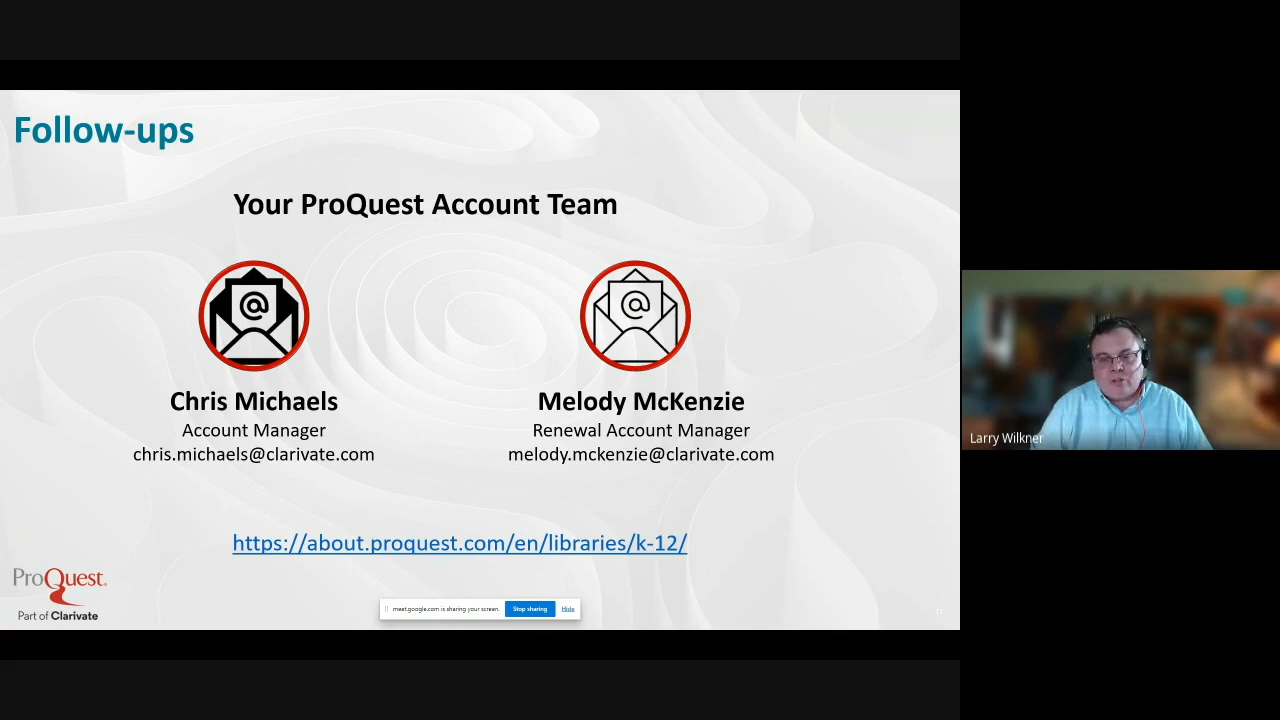 Follow-ups
Your ProQuest Account Team
@
@
Chris Michaels
Account Manager
chris.michaels@clarivate.com
Melody McKenzie
Renewal Account Manager
melody.mckenzie@clarivate.com
https://about.proquest.com/en/libraries/k-12/
ProQuest
Part of Clarivate
meet.google.com is sharing your screen.
Stop sharing
Hide
Larry Wilkner